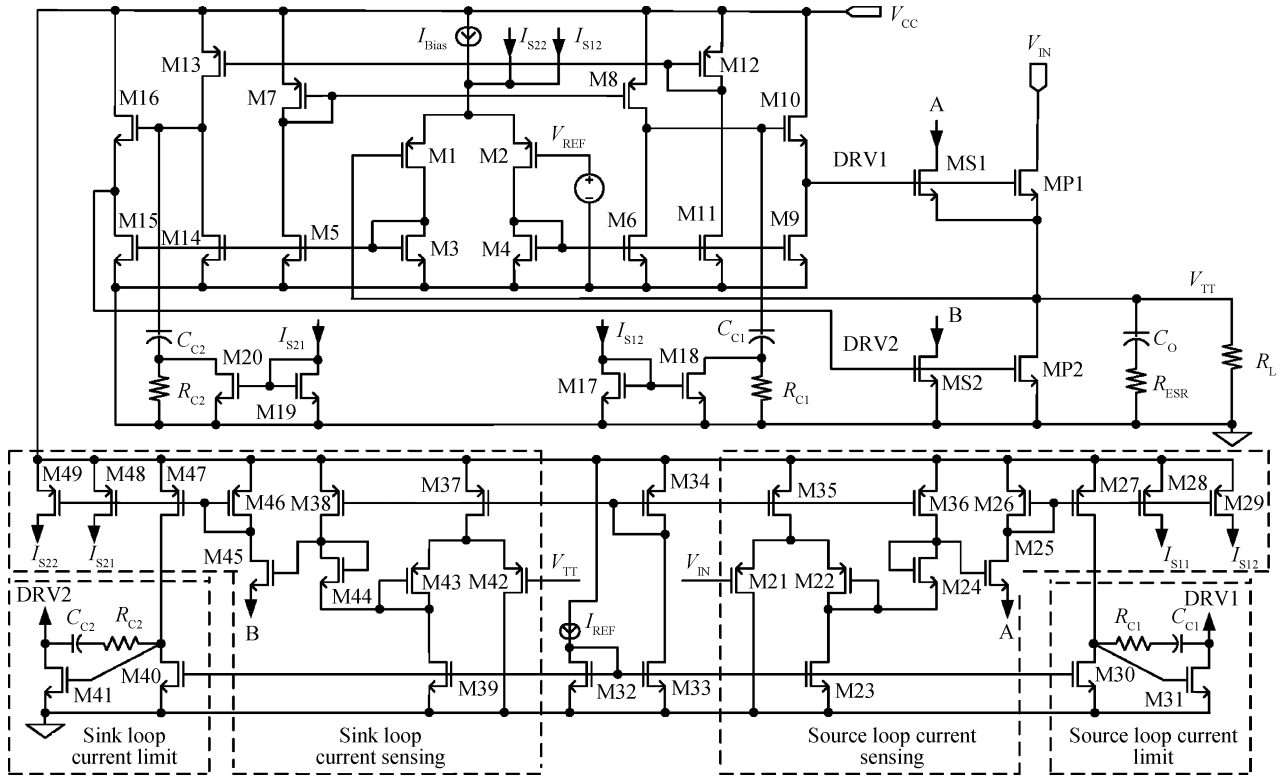 V_CC
I_Bias
I_S22
I_S12
V_IN
M13
M12
M16
M7
M8
M10
A
M1
M2
V_REF
DRV1
MS1
MP1
M15
M14
M5
M3
M4
M6
M11
M9
V_TT
C_C2
M20
I_S21
I_S12
M18
C_C1
DRV2
B
MS2
MP2
C_O
R_ESR
R_L
R_C2
M19
M17
R_C1
M49
M48
M47
M46
M38
M37
M34
M35
M36
M26
M27
M28
M29
I_S22
I_S21
M45
M44
M43
M42
V_TT
V_IN
M21
M22
M24
M25
I_S11
I_S12
DRV2
C_C2
R_C2
B
I_REF
A
R_C1
C_C1
DRV1
M41
M40
M39
M32
M33
M23
M30
M31
Sink loop
current limit
Sink loop
current sensing
Source loop current
sensing
Source loop current
limit